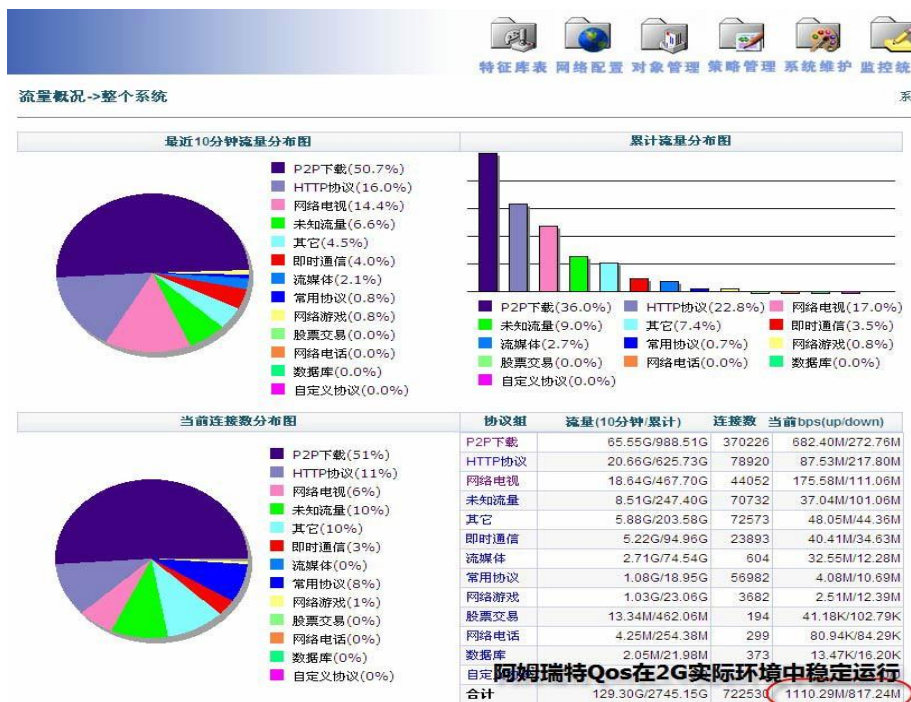 特征库表 网络配置 对象管理 策略管理 系统维护 监控统
流量概况->整个系统
系
最近10分钟流量分布图
P2P下载(50.7%)
HTTP协议(16.0%)
网络电视(14.4%)
未知流量(6.6%)
其它(4.5%)
即时通信(4.0%)
流媒体(2.1%)
常用协议(0.8%)
网络游戏(0.8%)
股票交易(0.0%)
网络电话(0.0%)
数据库(0.0%)
自定义协议(0.0%)
累计流量分布图
P2P下载(36.0%) HTTP协议(22.8%) 网络电视(17.0%)
未知流量(9.0%) 其它(7.4%) 即时通信(3.5%)
流媒体(2.7%) 常用协议(0.7%) 网络游戏(0.8%)
股票交易(0.0%) 网络电话(0.0%) 数据库(0.0%)
自定义协议(0.0%)
当前连接数分布图
P2P下载(51%)
HTTP协议(11%)
网络电视(6%)
未知流量(10%)
其它(10%)
即时通信(3%)
流媒体(0%)
常用协议(8%)
网络游戏(1%)
股票交易(0%)
网络电话(0%)
数据库(0%)
自定义协议(0%)
协议组 流量(10分钟/累计) 连接数 当前bps(up/down)
P2P下载 65.55G/988.51G 370226 682.40M/272.76M
HTTP协议 20.66G/625.73G 78920 87.53M/217.80M
网络电视 18.64G/467.70G 44052 175.58M/111.06M
未知流量 8.51G/247.40G 70732 37.04M/101.06M
其它 5.88G/203.58G 72573 48.05M/44.36M
即时通信 5.22G/94.96G 23893 40.41M/34.63M
流媒体 2.71G/74.54G 604 32.55M/12.28M
常用协议 1.08G/18.95G 56982 4.08M/10.69M
网络游戏 1.03G/23.06G 3682 2.51M/12.39M
股票交易 13.34M/462.06M 194 41.18K/102.79K
网络电话 4.25M/254.38M 299 80.94K/84.29K
数据库 2.05M/21.98M 373 13.47K/16.20K
阿姆瑞特Qos在2G实际环境中稳定运行
合计 129.30G/2745.15G 722530 1110.29M/817.24M